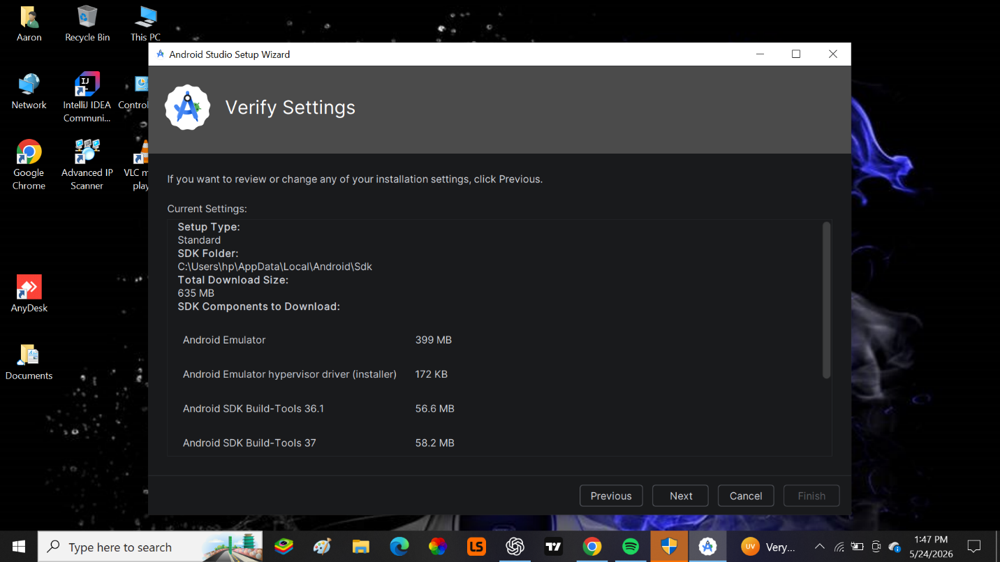 Aaron
Recycle Bin
This PC
Android Studio Setup Wizard
Verify Settings
Network
IJ
IntelliJ IDEA
Communi...
Control
Google
Chrome
Advanced IP
Scanner
VLC m
play
AnyDesk
Documents
If you want to review or change any of your installation settings, click Previous.
Current Settings:
Setup Type:
Standard
SDK Folder:
C:\Users\hp\AppData\Local\Android\Sdk
Total Download Size:
635 MB
SDK Components to Download:
Android Emulator 399 MB
Android Emulator hypervisor driver (installer) 172 KB
Android SDK Build-Tools 36.1 56.6 MB
Android SDK Build-Tools 37 58.2 MB
Previous
Next
Cancel
Finish
Type here to search
LS
UV
Very...
1:47 PM
5/24/2026